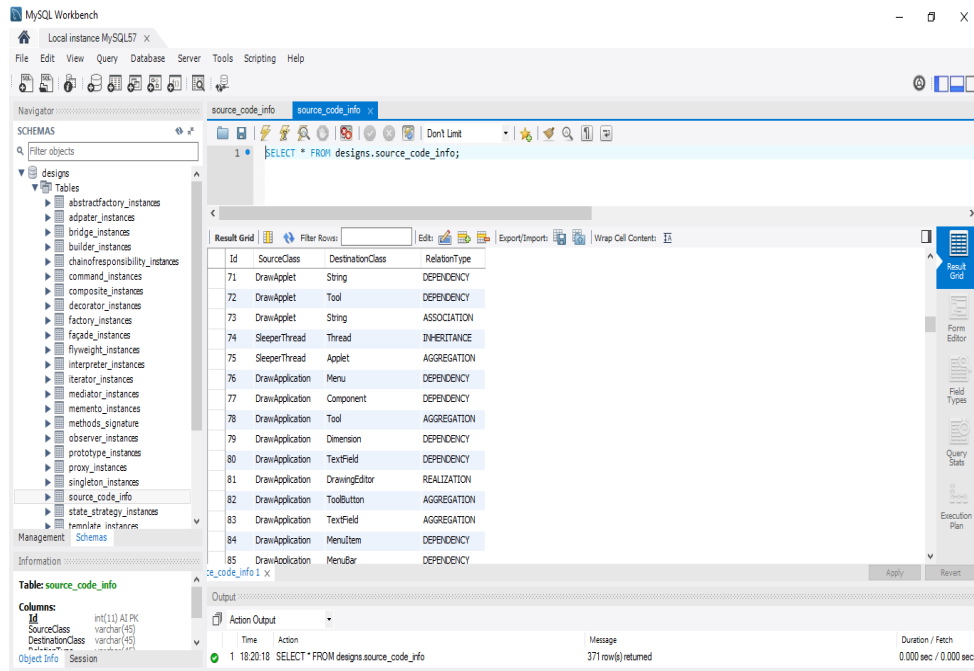 MySQL Workbench
Local instance MySQL57
File Edit View Query Database Server Tools Scripting Help
Navigator
SCHEMAS
Filter objects
designs
Tables
abstractfactory_instances
adpater_instances
bridge_instances
builder_instances
chainofresponsibility_instances
command_instances
composite_instances
decorator_instances
factory_instances
façade_instances
flyweight_instances
interpreter_instances
iterator_instances
mediator_instances
memento_instances
methods_signature
observer_instances
prototype_instances
proxy_instances
singleton_instances
source_code_info
state_strategy_instances
template_instances
Management Schemas
Information
Table: source_code_info
Columns:
Id int(11) AI PK
SourceClass varchar(45)
DestinationClass varchar(45)
RelationType varchar(45)
Object Info Session
source_code_info source_code_info
Don't Limit
1 SELECT * FROM designs.source_code_info;
Result Grid Filter Rows: Edit: Export/Import: Wrap Cell Content:
Id SourceClass DestinationClass RelationType
71 DrawApplet String DEPENDENCY
72 DrawApplet Tool DEPENDENCY
73 DrawApplet String ASSOCIATION
74 SleeperThread Thread INHERITANCE
75 SleeperThread Applet AGGREGATION
76 DrawApplication Menu DEPENDENCY
77 DrawApplication Component DEPENDENCY
78 DrawApplication Tool AGGREGATION
79 DrawApplication Dimension DEPENDENCY
80 DrawApplication TextField DEPENDENCY
81 DrawApplication DrawingEditor REALIZATION
82 DrawApplication ToolButton AGGREGATION
83 DrawApplication TextField AGGREGATION
84 DrawApplication MenuItem DEPENDENCY
85 DrawApplication MenuBar DEPENDENCY
Result
Grid
Form
Editor
Field
Types
Query
Stats
Execution
Plan
ce_code_info 1
Apply Revert
Output
Action Output
Time Action Message Duration / Fetch
1 18:20:18 SELECT * FROM designs.source_code_info 371 row(s) returned 0.000 sec / 0.000 sec